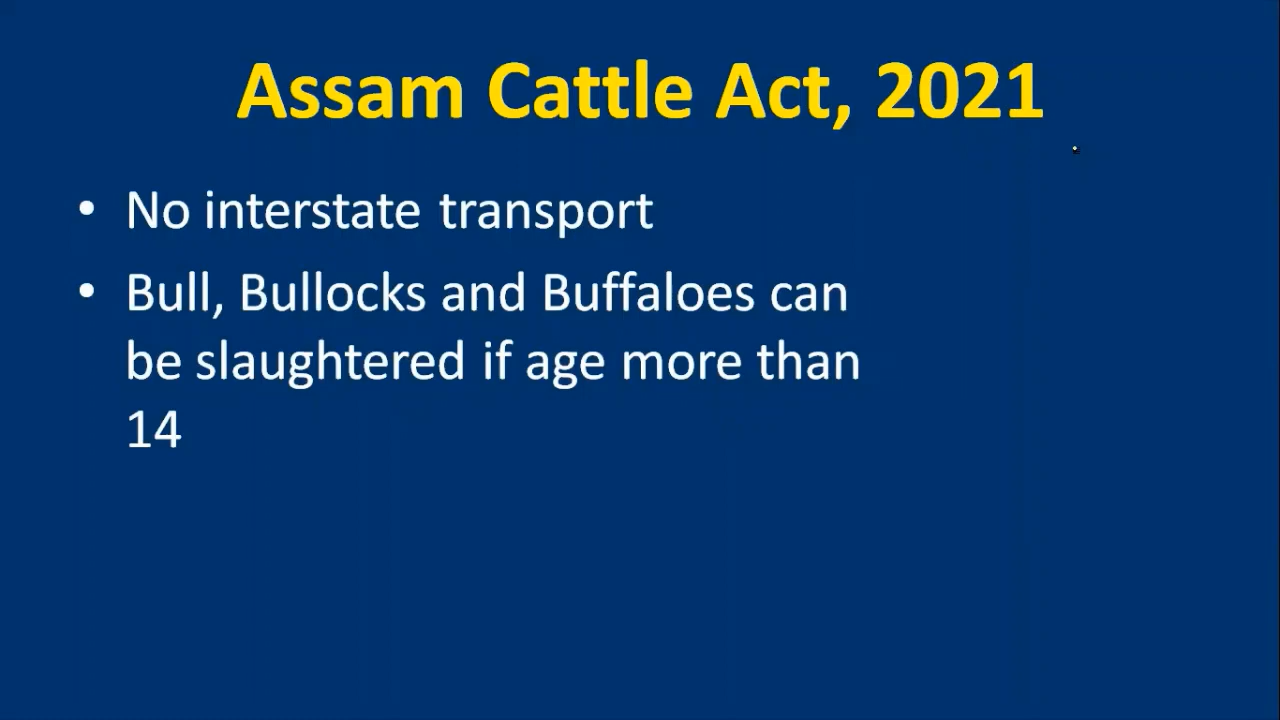 Assam Cattle Act, 2021
• No interstate transport
• Bull, Bullocks and Buffaloes can
be slaughtered if age more than
14